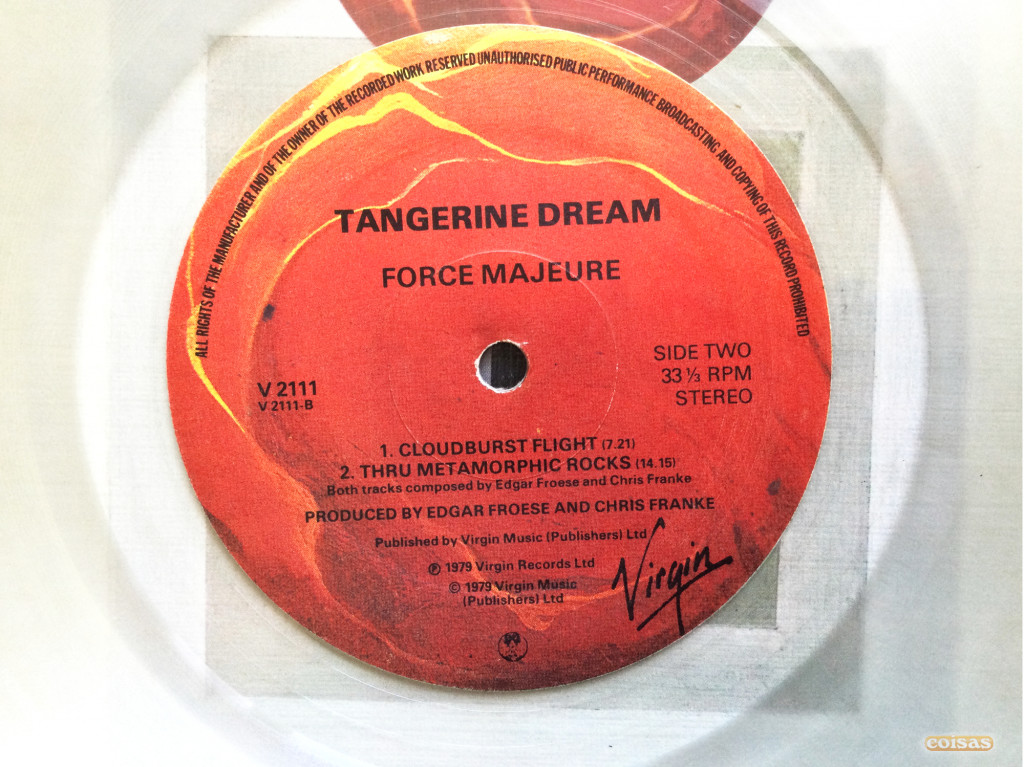 ALL RIGHTS OF THE MANUFACTURER AND OF THE OWNER OF THE RECORDED WORK RESERVED UNAUTHORISED PUBLIC PERFORMANCE BROADCASTING AND COPYING OF THIS RECORD PROHIBITED
TANGERINE DREAM
FORCE MAJEURE
V 2111
V 2111-B
SIDE TWO
33 ⅓ RPM
STEREO
1. CLOUDBURST FLIGHT (7.21)
2. THRU METAMORPHIC ROCKS (14.15)
Both tracks composed by Edgar Froese and Chris Franke
PRODUCED BY EDGAR FROESE AND CHRIS FRANKE
Published by Virgin Music (Publishers) Ltd
℗ 1979 Virgin Records Ltd
© 1979 Virgin Music
(Publishers) Ltd
Virgin
coisas